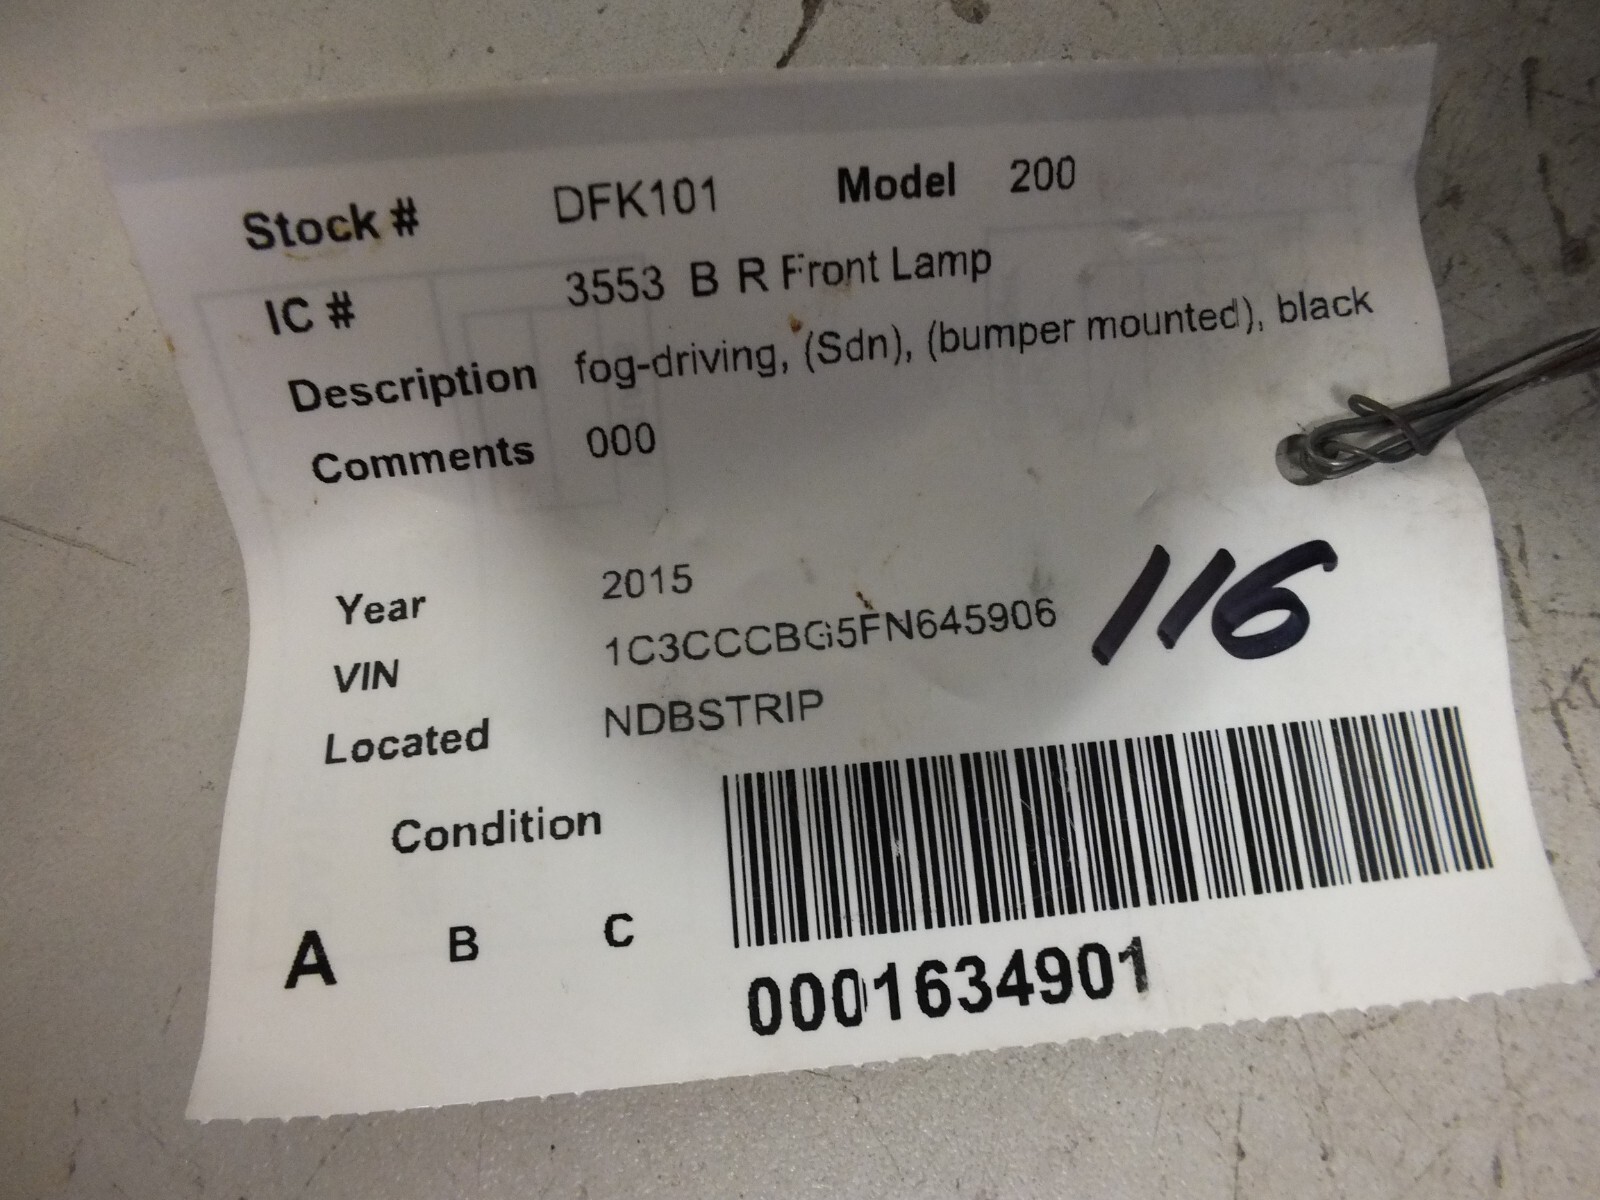 Stock # DFK101 Model 200
IC # 3553 B R Front Lamp
Description fog-driving, (Sdn), (bumper mounted), black
Comments 000
Year 2015
VIN 1C3CCCBG5FN645906
116
Located NDBSTRIP
Condition
A B C
0001634901